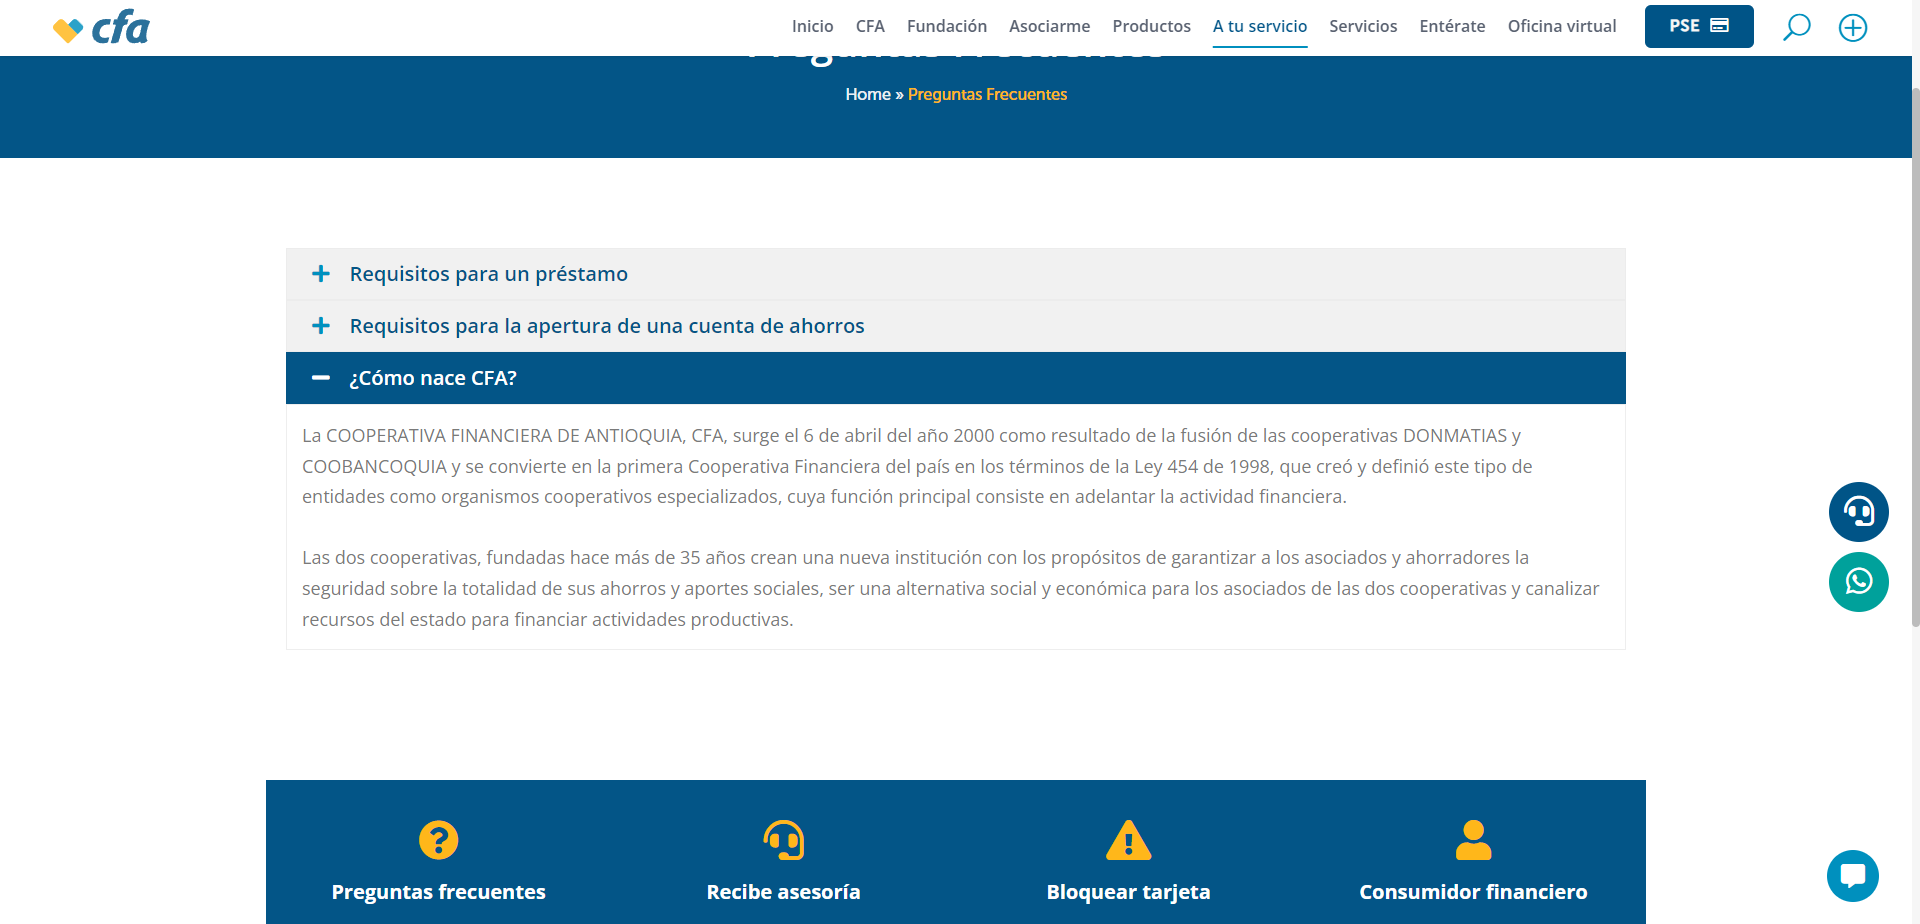 cfa
Inicio CFA Fundación Asociarme Productos A tu servicio Servicios Entérate Oficina virtual PSE
Preguntas Frecuentes
Home » Preguntas Frecuentes
Requisitos para un préstamo
Requisitos para la apertura de una cuenta de ahorros
¿Cómo nace CFA?
La COOPERATIVA FINANCIERA DE ANTIOQUIA, CFA, surge el 6 de abril del año 2000 como resultado de la fusión de las cooperativas DONMATIAS y
COOBANCOQUIA y se convierte en la primera Cooperativa Financiera del país en los términos de la Ley 454 de 1998, que creó y definió este tipo de
entidades como organismos cooperativos especializados, cuya función principal consiste en adelantar la actividad financiera.
Las dos cooperativas, fundadas hace más de 35 años crean una nueva institución con los propósitos de garantizar a los asociados y ahorradores la
seguridad sobre la totalidad de sus ahorros y aportes sociales, ser una alternativa social y económica para los asociados de las dos cooperativas y canalizar
recursos del estado para financiar actividades productivas.
Preguntas frecuentes Recibe asesoría Bloquear tarjeta Consumidor financiero